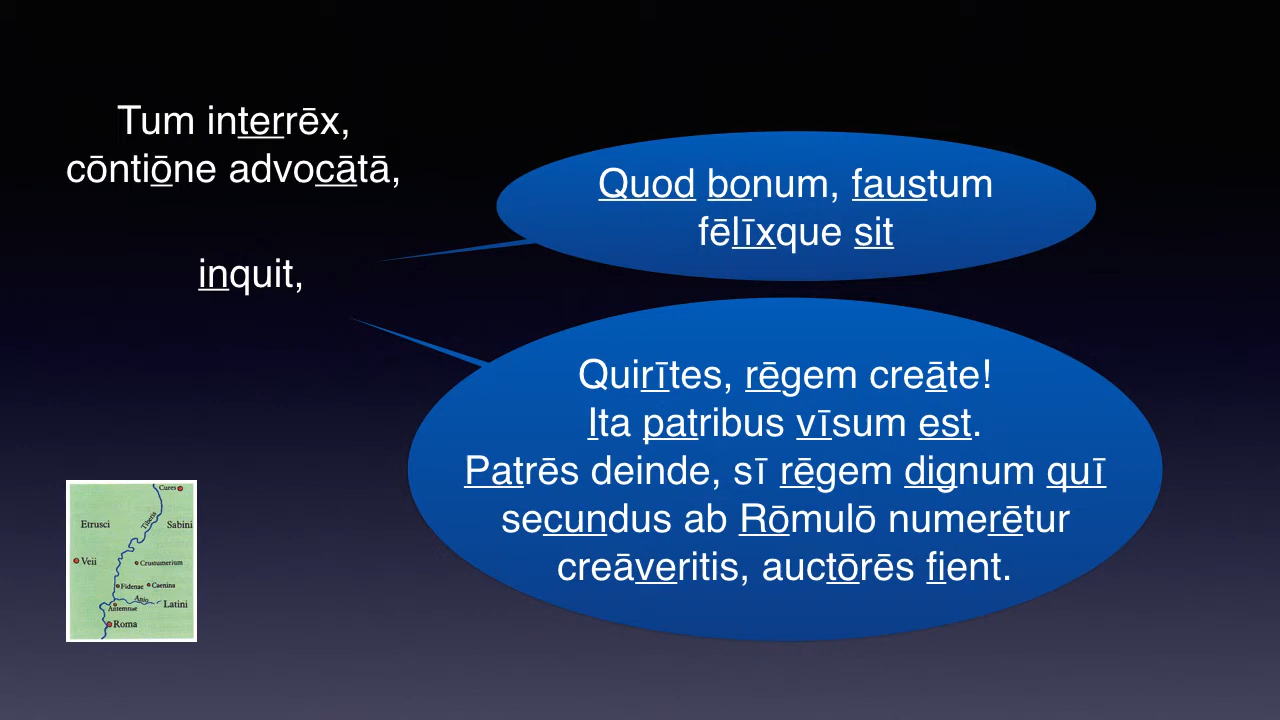 Tum interrēx,
cōntiōne advocātā,
inquit,
Quod bonum, faustum
fēlīxque sit
Quirītes, rēgem creāte!
Ita patribus vīsum est.
Patrēs deinde, sī rēgem dignum quī
secundus ab Rōmulō numerētur
creāveritis, auctōrēs fient.
Cures
Tiberis
Etrusci
Sabini
Veii
Crustumerium
Fidenae
Caenina
Anio
Latini
Antemnae
Roma